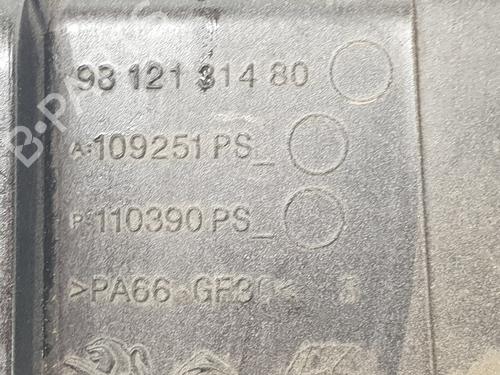 98 121 314 80
A:109251 PS_
P:110390 PS_
>PA66 GF30<